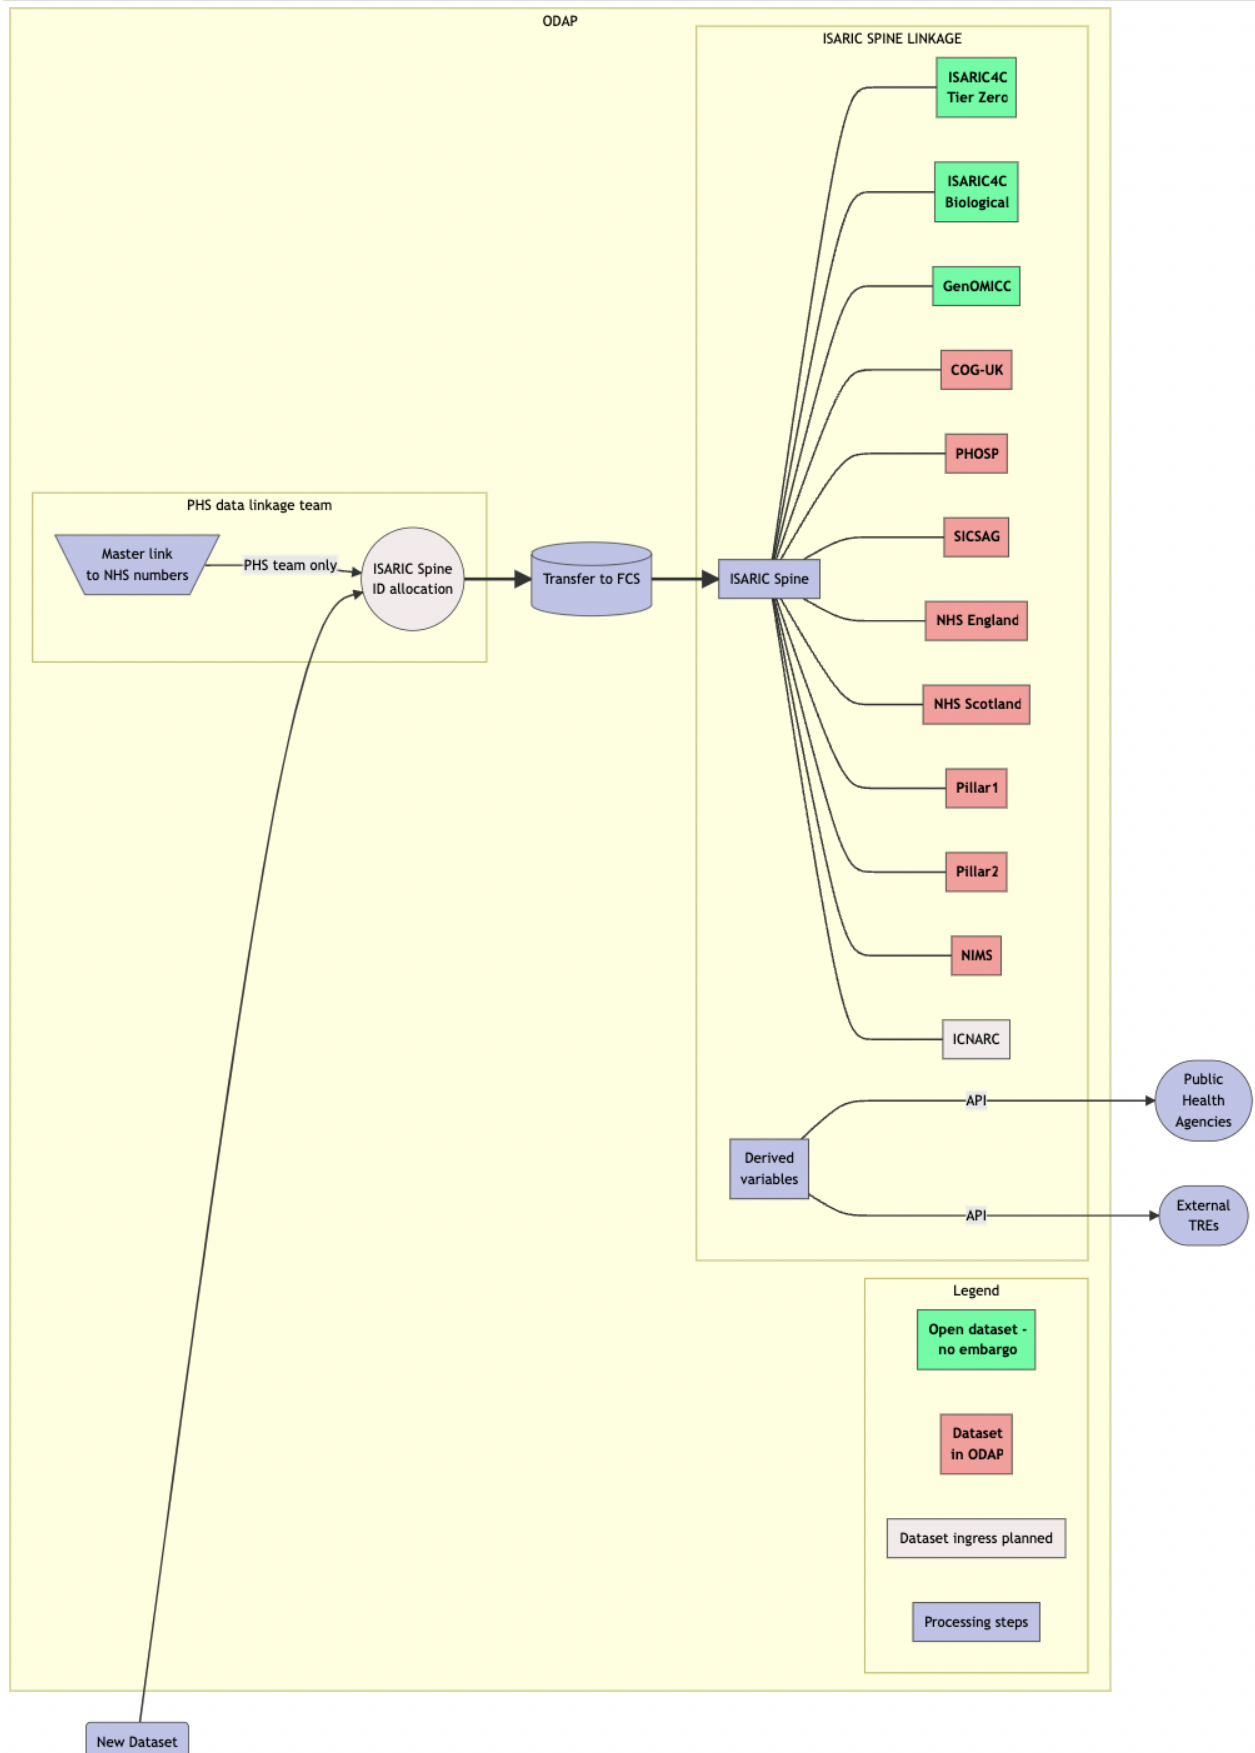 ODAP
ISARIC SPINE LINKAGE
ISARIC4C
Tier Zero
ISARIC4C
Biological
GenOMICC
COG-UK
PHOSP
SICSAG
PHS data linkage team
Master link
to NHS numbers
PHS team only
ISARIC Spine
ID allocation
Transfer to FCS
ISARIC Spine
NHS England
NHS Scotland
Pillar1
Pillar2
NIMS
ICNARC
Derived
variables
API
API
Public
Health
Agencies
External
TREs
Legend
Open dataset -
no embargo
Dataset
in ODAP
Dataset ingress planned
Processing steps
New Dataset